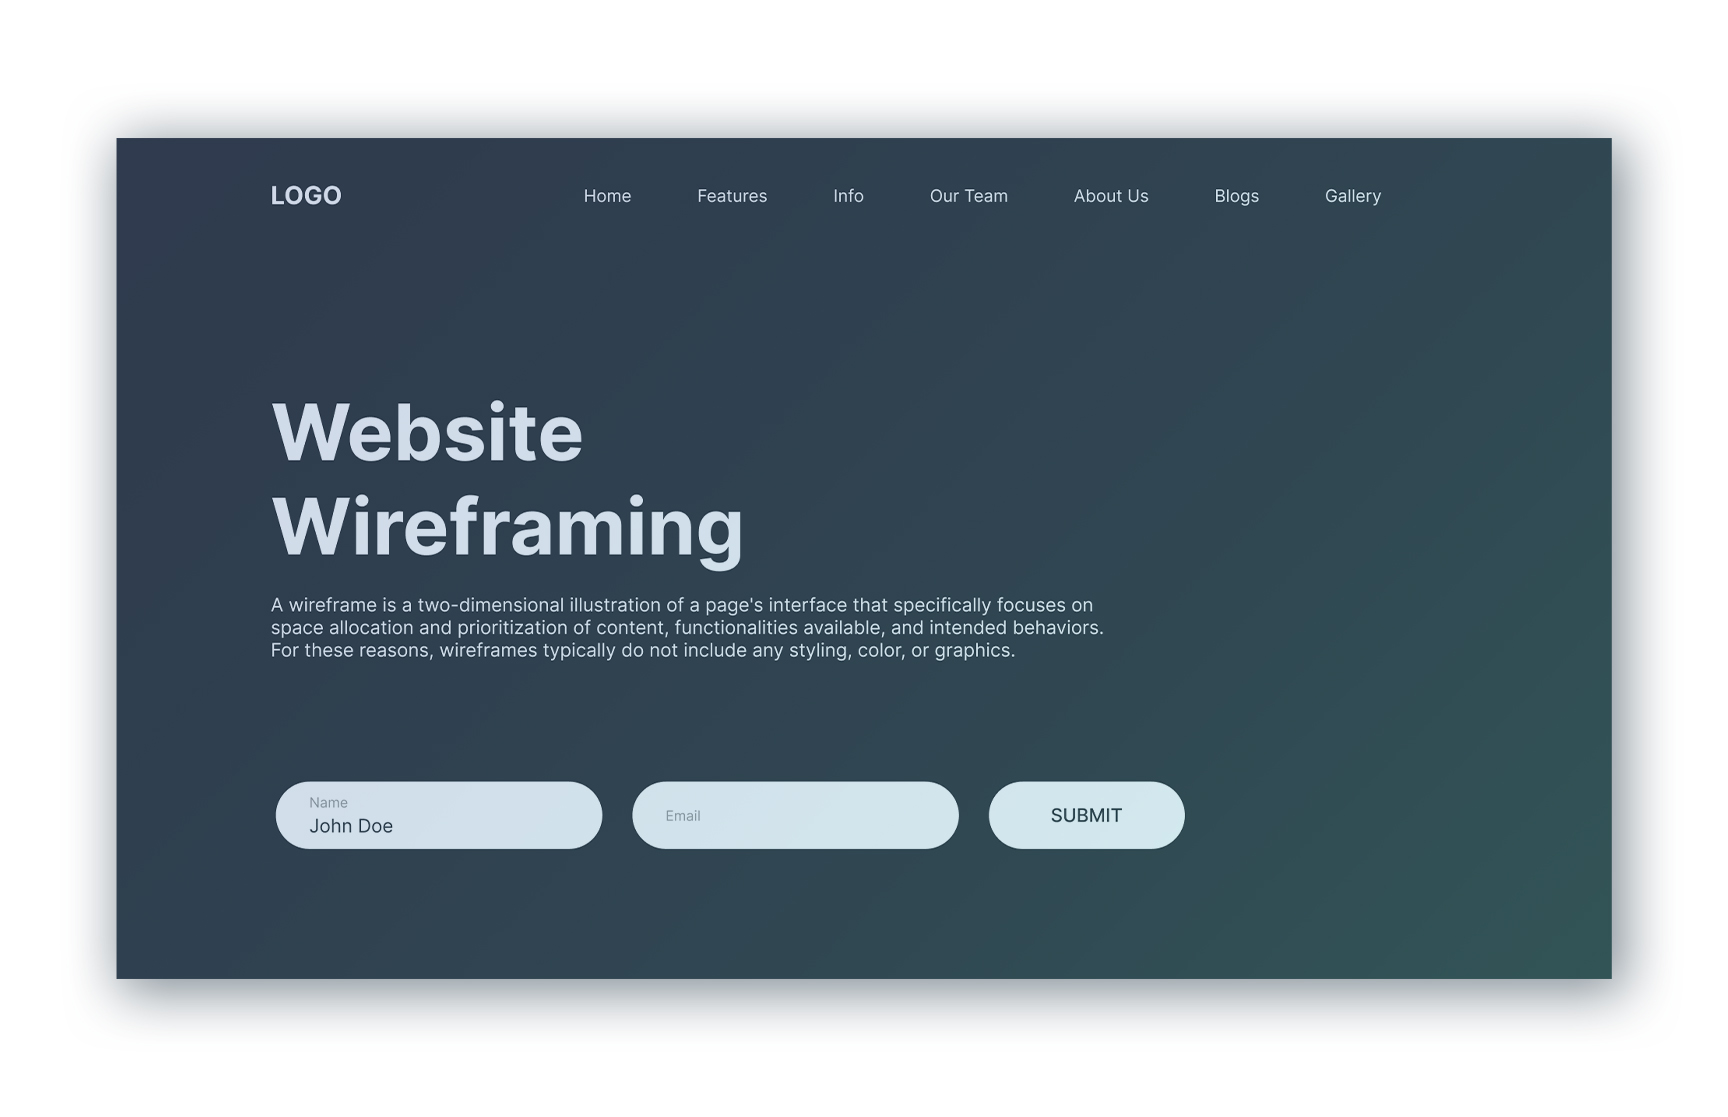 LOGO
Home Features Info Our Team About Us Blogs Gallery
Website
Wireframing
A wireframe is a two-dimensional illustration of a page's interface that specifically focuses on
space allocation and prioritization of content, functionalities available, and intended behaviors.
For these reasons, wireframes typically do not include any styling, color, or graphics.
Name
John Doe
Email
SUBMIT